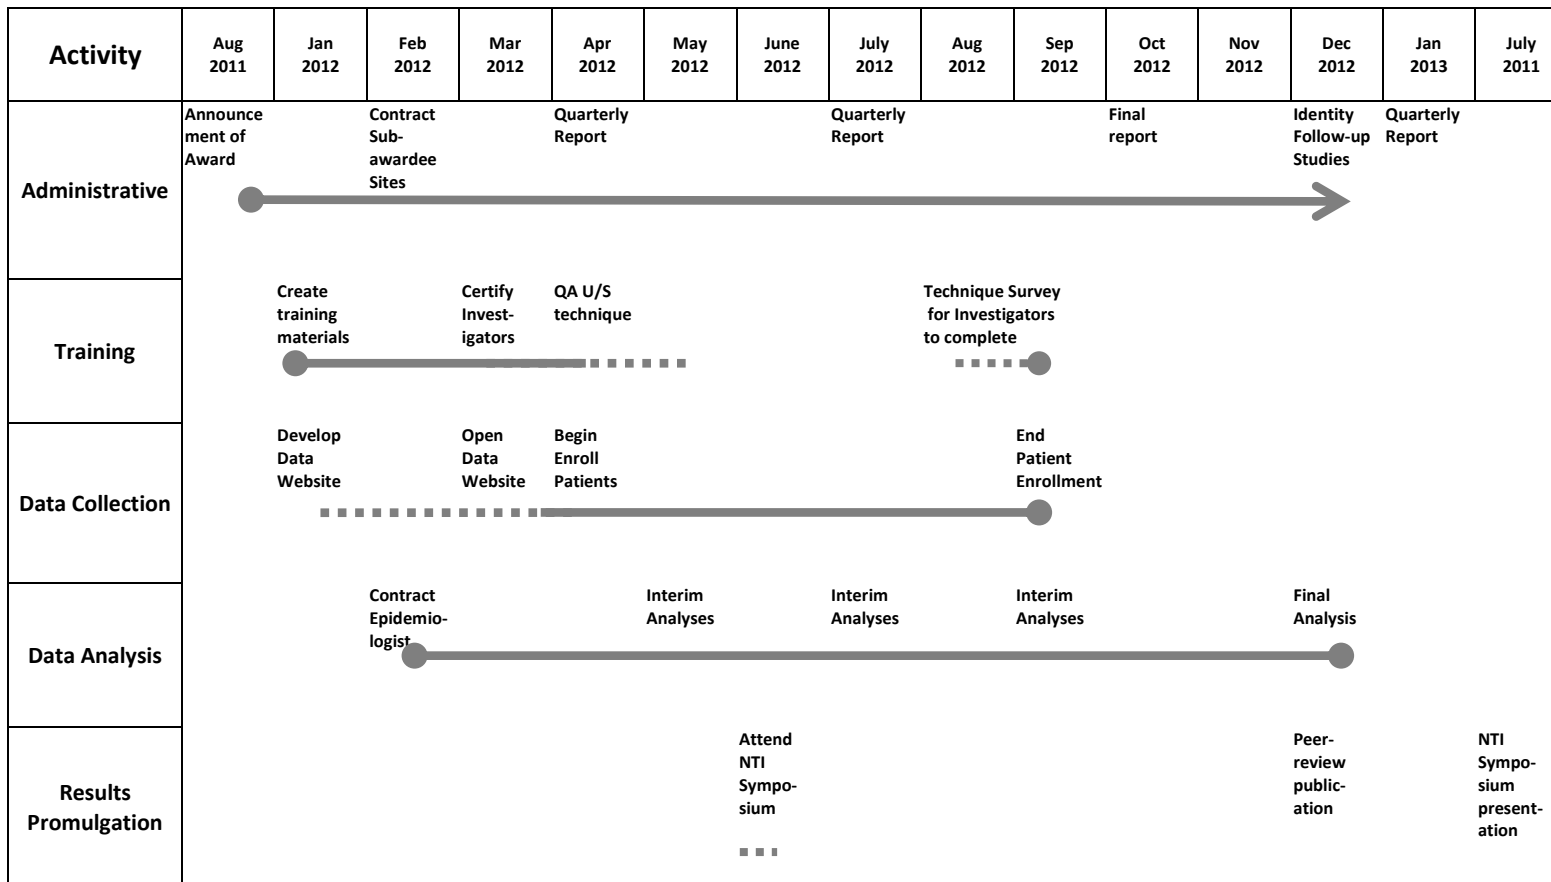 Activity
Aug
2011
Jan
2012
Feb
2012
Mar
2012
Apr
2012
May
2012
June
2012
July
2012
Aug
2012
Sep
2012
Oct
2012
Nov
2012
Dec
2012
Jan
2013
July
2011
Administrative
Announce
ment of
Award
Contract
Sub-
awardee
Sites
Quarterly
Report
Quarterly
Report
Final
report
Identity
Follow-up
Studies
Quarterly
Report
Training
Create
training
materials
Certify
Invest-
igators
QA U/S
technique
Technique Survey
for Investigators
to complete
Data Collection
Develop
Data
Website
Open
Data
Website
Begin
Enroll
Patients
End
Patient
Enrollment
Data Analysis
Contract
Epidemio-
logist
Interim
Analyses
Interim
Analyses
Interim
Analyses
Final
Analysis
Results
Promulgation
Attend
NTI
Sympo-
sium
Peer-
review
public-
ation
NTI
Sympo-
sium
present-
ation